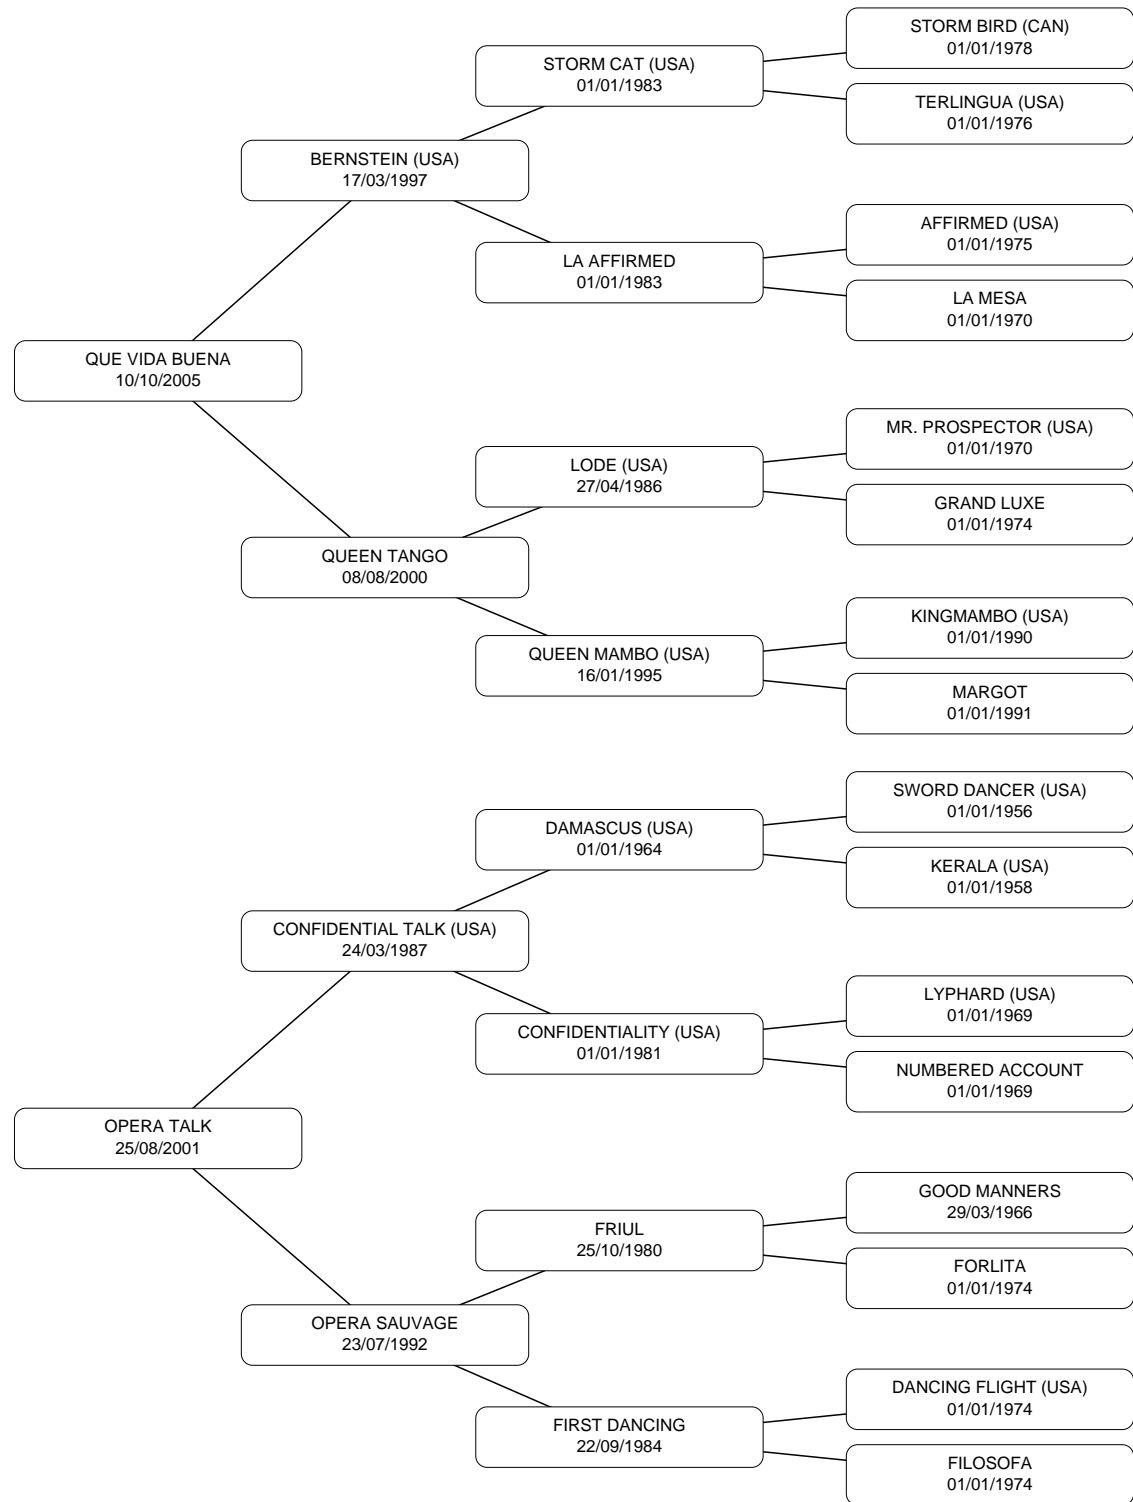 STORM BIRD (CAN)
01/01/1978
STORM CAT (USA)
01/01/1983
TERLINGUA (USA)
01/01/1976
BERNSTEIN (USA)
17/03/1997
AFFIRMED (USA)
01/01/1975
LA AFFIRMED
01/01/1983
LA MESA
01/01/1970
QUE VIDA BUENA
10/10/2005
MR. PROSPECTOR (USA)
01/01/1970
LODE (USA)
27/04/1986
GRAND LUXE
01/01/1974
QUEEN TANGO
08/08/2000
KINGMAMBO (USA)
01/01/1990
QUEEN MAMBO (USA)
16/01/1995
MARGOT
01/01/1991
SWORD DANCER (USA)
01/01/1956
DAMASCUS (USA)
01/01/1964
KERALA (USA)
01/01/1958
CONFIDENTIAL TALK (USA)
24/03/1987
LYPHARD (USA)
01/01/1969
CONFIDENTIALITY (USA)
01/01/1981
NUMBERED ACCOUNT
01/01/1969
OPERA TALK
25/08/2001
GOOD MANNERS
29/03/1966
FRIUL
25/10/1980
FORLITA
01/01/1974
OPERA SAUVAGE
23/07/1992
DANCING FLIGHT (USA)
01/01/1974
FIRST DANCING
22/09/1984
FILOSOFA
01/01/1974